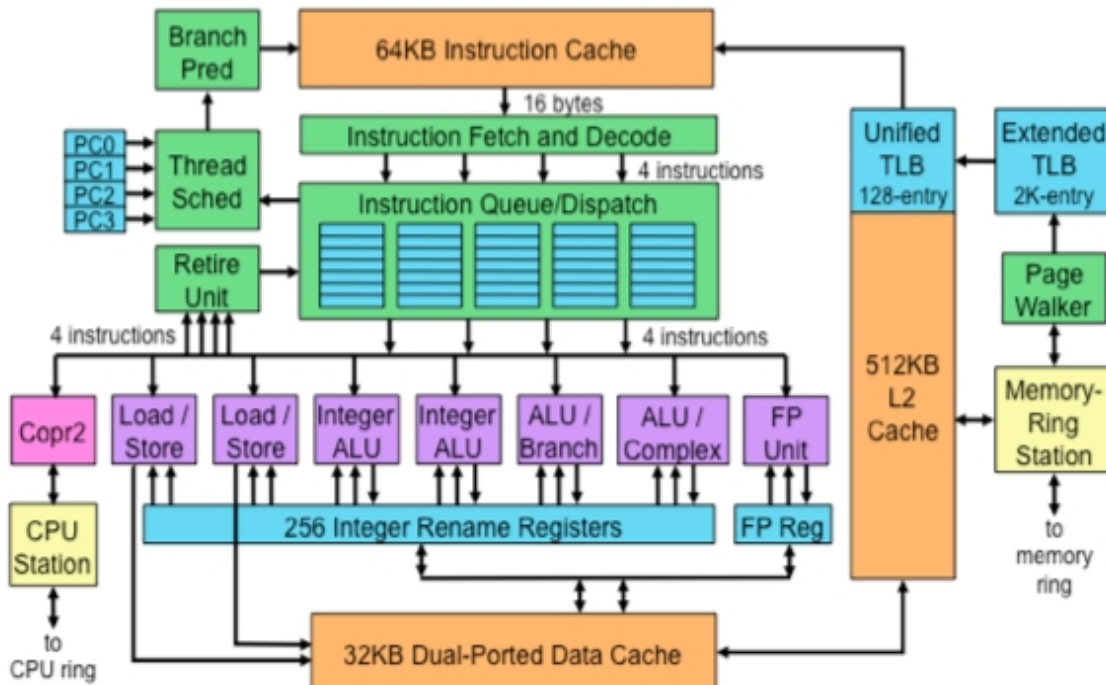 Branch
Pred
64KB Instruction Cache
16 bytes
Instruction Fetch and Decode
4 instructions
PC0
PC1
PC2
PC3
Thread
Sched
Instruction Queue/Dispatch
Retire
Unit
4 instructions
4 instructions
Unified
TLB
128-entry
Extended
TLB
2K-entry
Page
Walker
512KB
L2
Cache
Memory-
Ring
Station
to
memory
ring
Copr2
Load /
Store
Load /
Store
Integer
ALU
Integer
ALU
ALU /
Branch
ALU /
Complex
FP
Unit
CPU
Station
256 Integer Rename Registers
FP Reg
to
CPU ring
32KB Dual-Ported Data Cache